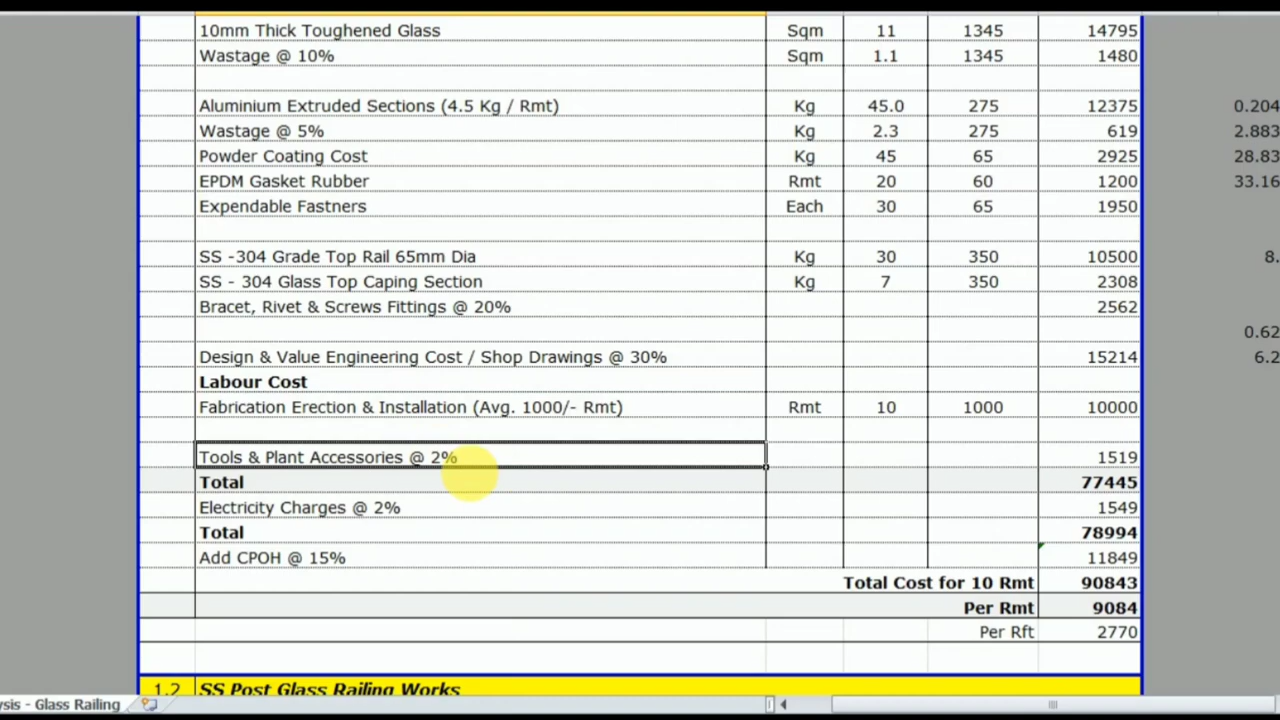 10mm Thick Toughened Glass Sqm 11 1345 14795
Wastage @ 10% Sqm 1.1 1345 1480
Aluminium Extruded Sections (4.5 Kg / Rmt) Kg 45.0 275 12375 0.204
Wastage @ 5% Kg 2.3 275 619 2.883
Powder Coating Cost Kg 45 65 2925 28.83
EPDM Gasket Rubber Rmt 20 60 1200 33.16
Expendable Fastners Each 30 65 1950
SS -304 Grade Top Rail 65mm Dia Kg 30 350 10500 8.
SS - 304 Glass Top Caping Section Kg 7 350 2308
Bracet, Rivet & Screws Fittings @ 20% 2562
0.62
Design & Value Engineering Cost / Shop Drawings @ 30% 15214 6.2
Labour Cost
Fabrication Erection & Installation (Avg. 1000/- Rmt) Rmt 10 1000 10000
Tools & Plant Accessories @ 2% 1519
Total 77445
Electricity Charges @ 2% 1549
Total 78994
Add CPOH @ 15% 11849
Total Cost for 10 Rmt 90843
Per Rmt 9084
Per Rft 2770
1.2 SS Post Glass Railing Works
ysis - Glass Railing